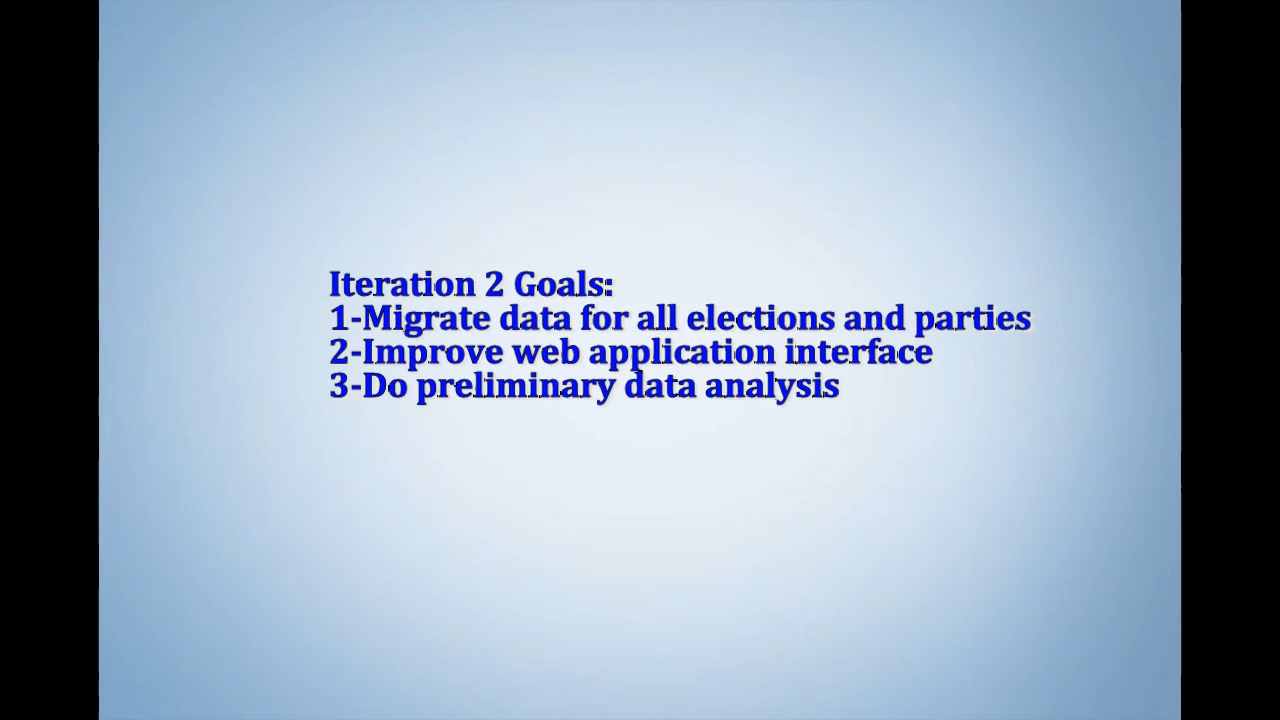 Iteration 2 Goals:
1-Migrate data for all elections and parties
2-Improve web application interface
3-Do preliminary data analysis